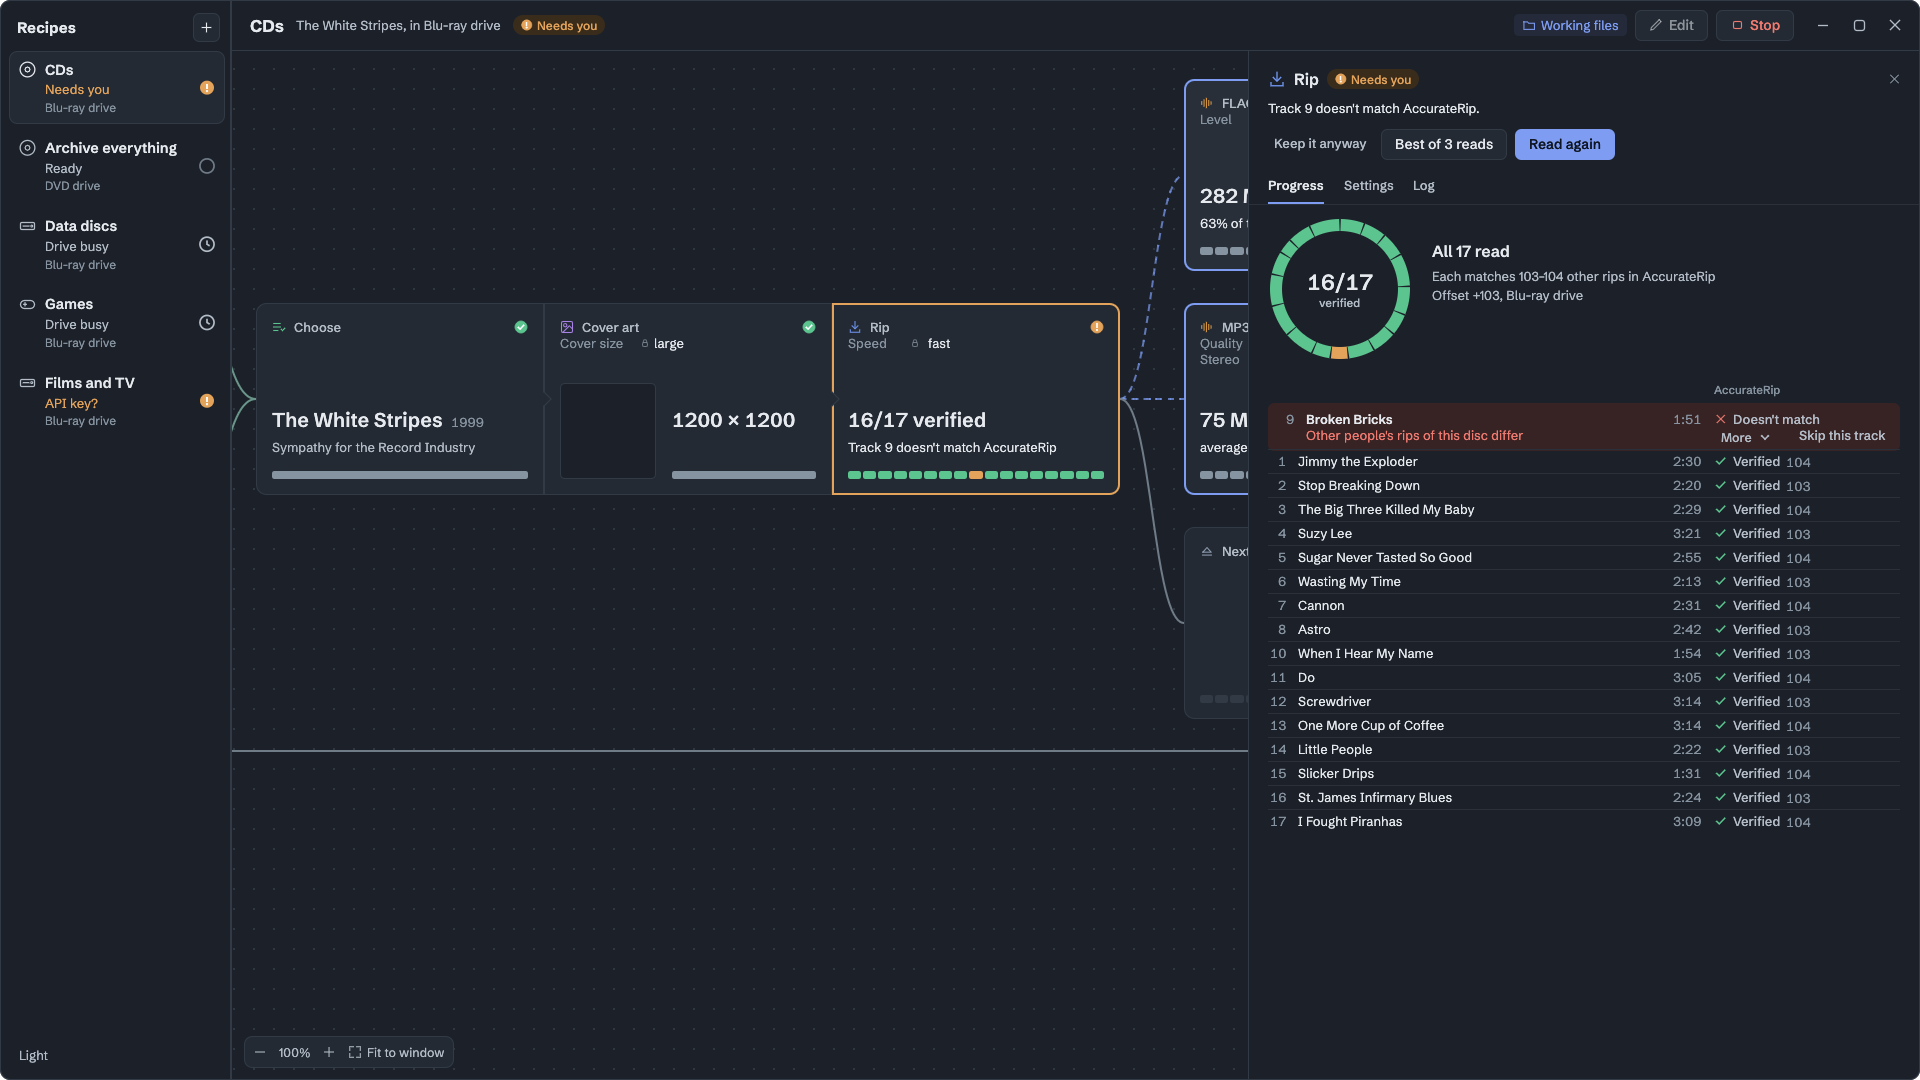 Recipes
CDs
Needs you
Blu-ray drive
Archive everything
Ready
DVD drive
Data discs
Drive busy
Blu-ray drive
Games
Drive busy
Blu-ray drive
Films and TV
API key?
Blu-ray drive
Light
CDs The White Stripes, in Blu-ray drive Needs you
Working files Edit Stop
Choose
The White Stripes 1999
Sympathy for the Record Industry
Cover art
Cover size large
1200 × 1200
Rip
Speed fast
16/17 verified
Track 9 doesn't match AccurateRip
FLAC
Level
282 M
63% of
MP3
Quality
Stereo
75 M
average
Next
100% Fit to window
Rip Needs you
Track 9 doesn't match AccurateRip.
Keep it anyway Best of 3 reads Read again
Progress Settings Log
16/17
verified
All 17 read
Each matches 103-104 other rips in AccurateRip
Offset +103, Blu-ray drive
AccurateRip
9 Broken Bricks 1:51 Doesn't match
Other people's rips of this disc differ More Skip this track
1 Jimmy the Exploder 2:30 Verified 104
2 Stop Breaking Down 2:20 Verified 103
3 The Big Three Killed My Baby 2:29 Verified 104
4 Suzy Lee 3:21 Verified 103
5 Sugar Never Tasted So Good 2:55 Verified 104
6 Wasting My Time 2:13 Verified 103
7 Cannon 2:31 Verified 104
8 Astro 2:42 Verified 103
10 When I Hear My Name 1:54 Verified 103
11 Do 3:05 Verified 104
12 Screwdriver 3:14 Verified 103
13 One More Cup of Coffee 3:14 Verified 104
14 Little People 2:22 Verified 103
15 Slicker Drips 1:31 Verified 104
16 St. James Infirmary Blues 2:24 Verified 103
17 I Fought Piranhas 3:09 Verified 104